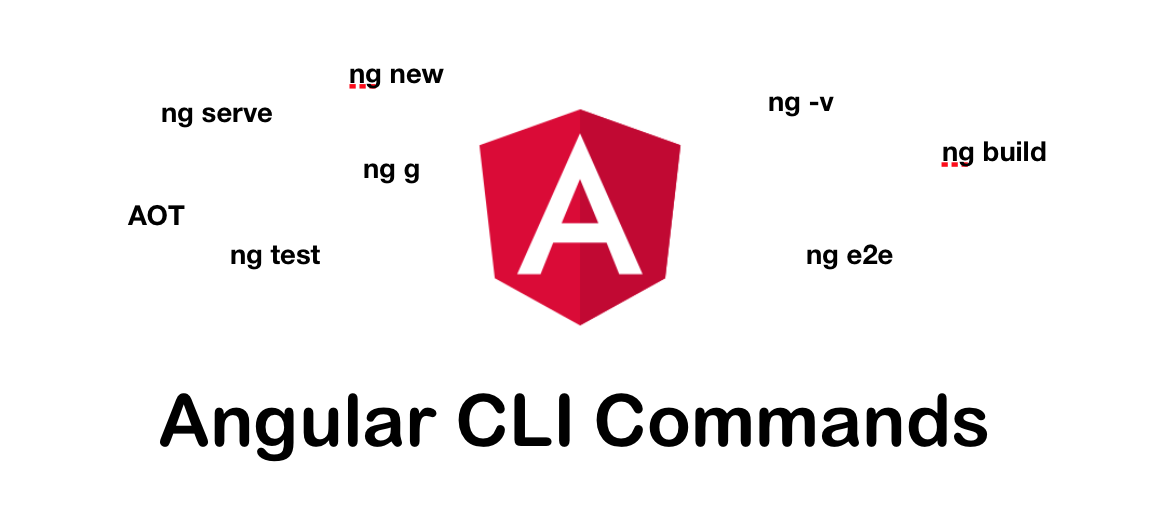 ng new
ng -v
ng serve
ng build
ng g
AOT
ng test
ng e2e
A
Angular CLI Commands